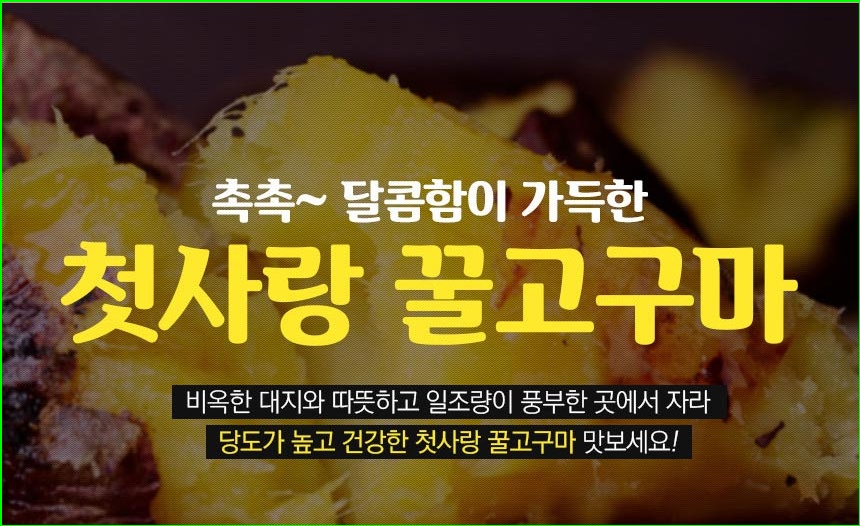 촉촉~ 달콤함이 가득한
첫사랑 꿀고구마
비옥한 대지와 따뜻하고 일조량이 풍부한 곳에서 자라
당도가 높고 건강한 첫사랑 꿀고구마 맛보세요!